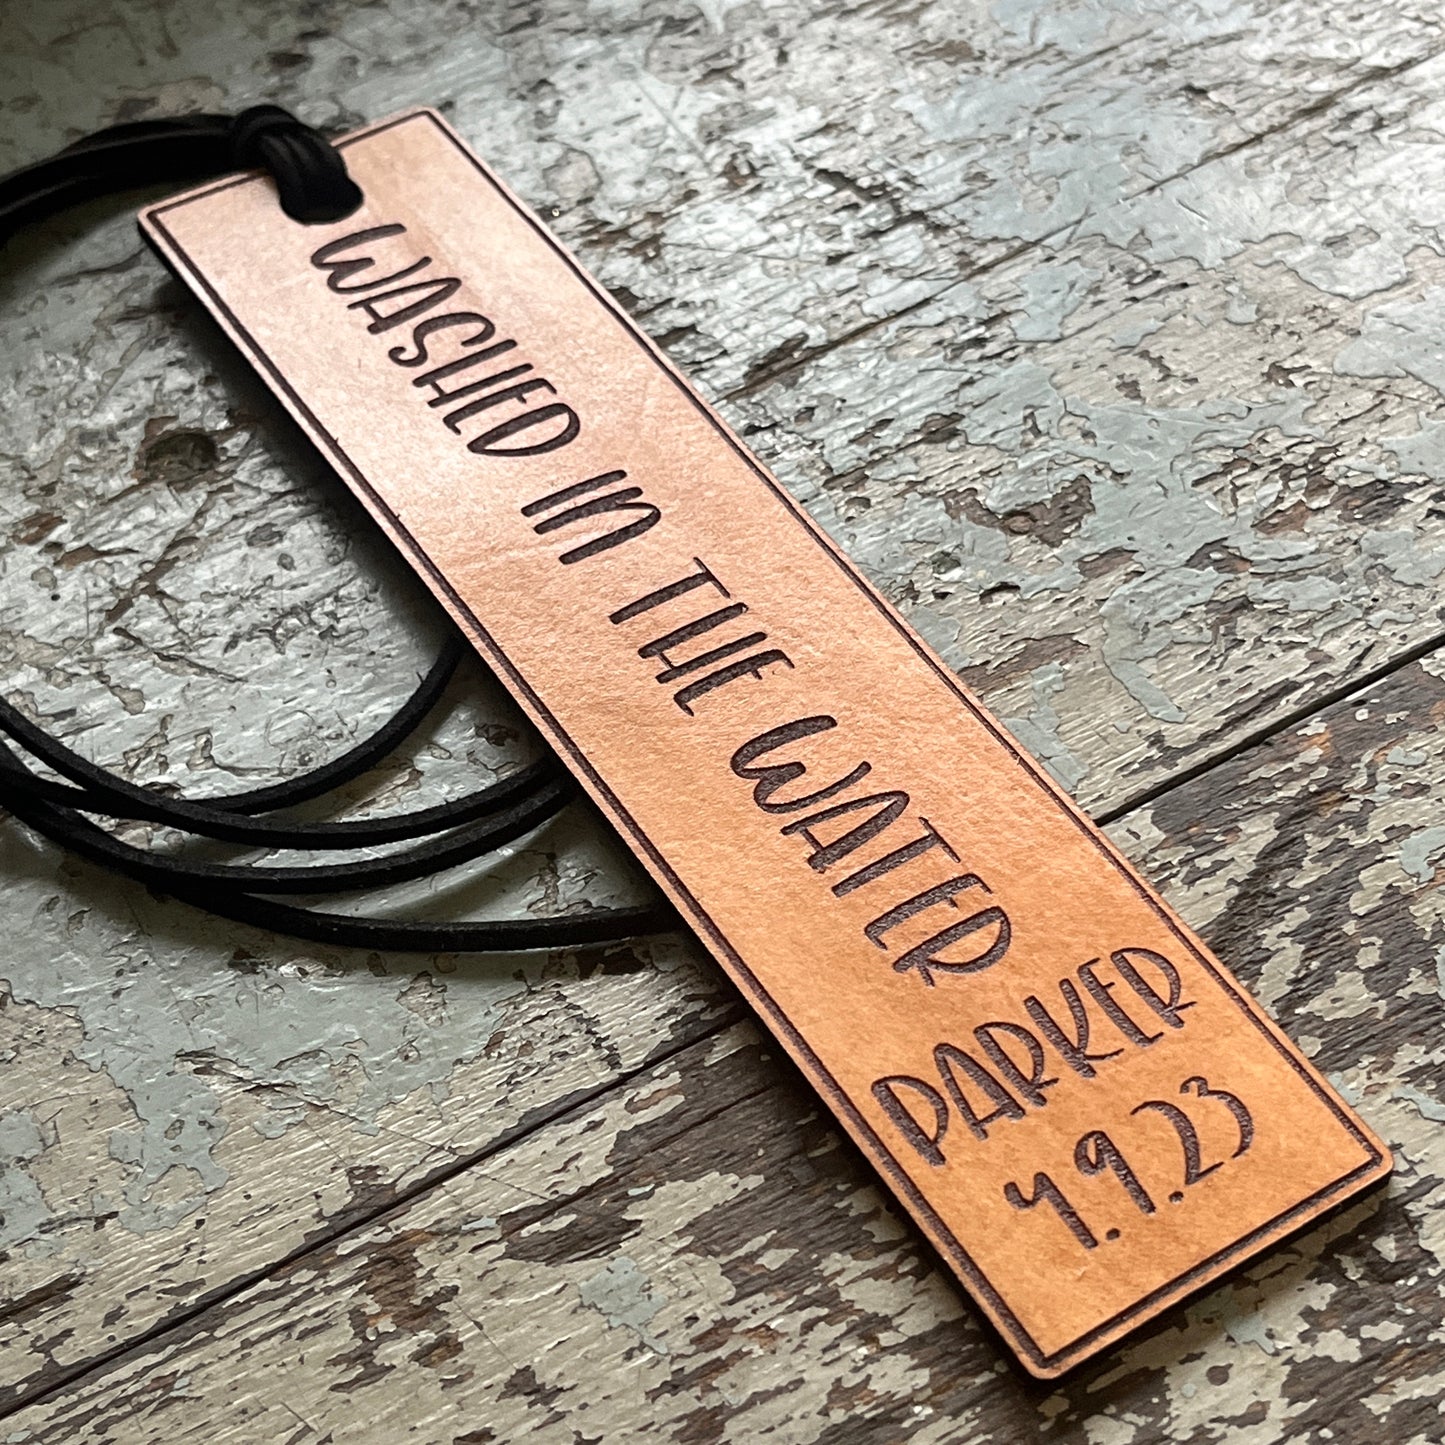 WASHED IN THE WATER
PARKER
4.9.23